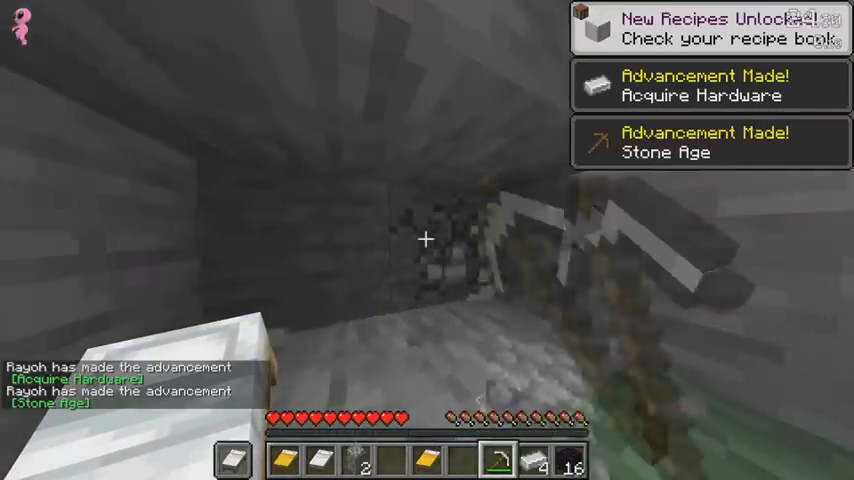 New Recipes Unlocked!
Check your recipe book
Advancement Made!
Acquire Hardware
Advancement Made!
Stone Age
Rayoh has made the advancement
[Acquire Hardware]
Rayoh has made the advancement
[Stone Age]
2
4
16